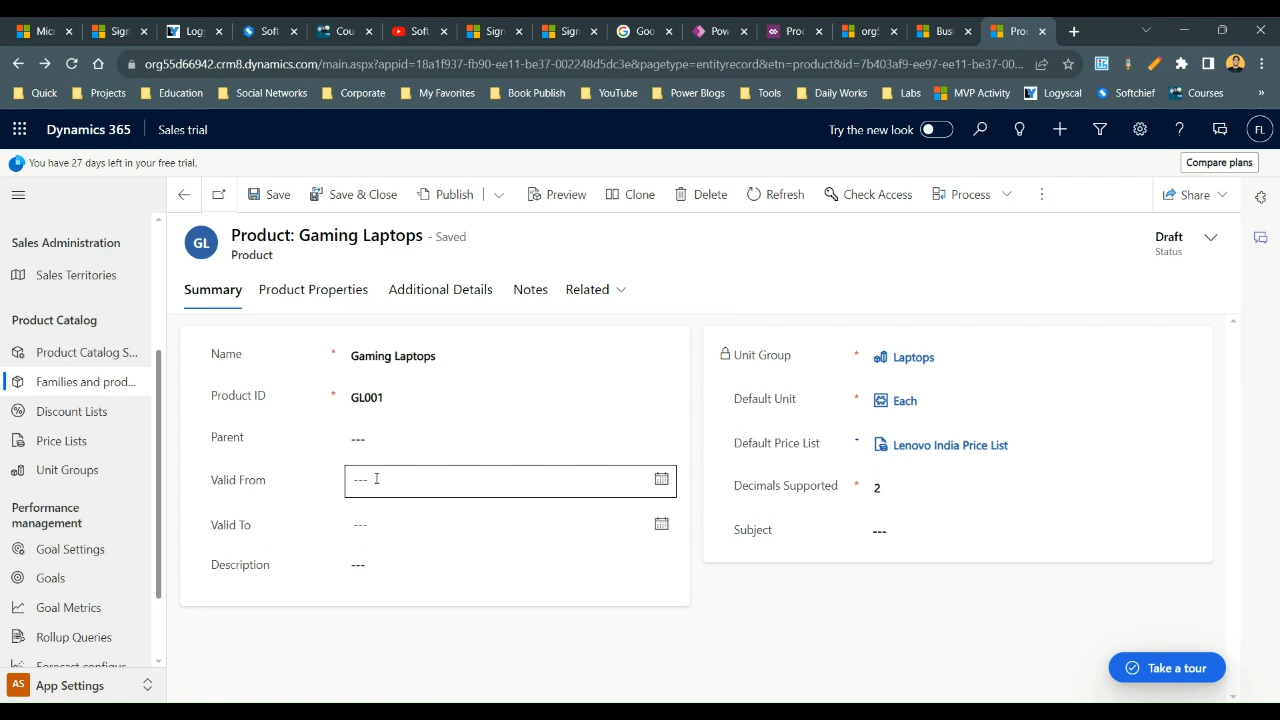 Mic
Sign
Log
Soft
Cou
Soft
Sign
Sign
Goo
Pow
Proc
orgS
Busi
Proc
org55d66942.crm8.dynamics.com/main.aspx?appid=18a1f937-fb90-ee11-be37-002248d5dc3e&pagetype=entityrecord&etn=product&id=7b403af9-ee97-ee11-be37-00...
Quick
Projects
Education
Social Networks
Corporate
My Favorites
Book Publish
YouTube
Power Blogs
Tools
Daily Works
Labs
MVP Activity
Logyscal
Softchief
Courses
»
Dynamics 365
Sales trial
Try the new look
FL
You have 27 days left in your free trial.
Compare plans
Save
Save & Close
Publish
Preview
Clone
Delete
Refresh
Check Access
Process
Share
GL
Product: Gaming Laptops - Saved
Product
Draft
Status
Summary
Product Properties
Additional Details
Notes
Related
Sales Administration
Sales Territories
Product Catalog
Product Catalog S...
Families and prod...
Discount Lists
Price Lists
Unit Groups
Performance
management
Goal Settings
Goals
Goal Metrics
Rollup Queries
Forecast configur
AS App Settings
Name * Gaming Laptops
Product ID * GL001
Parent ---
Valid From ---
Valid To ---
Description ---
Unit Group * Laptops
Default Unit * Each
Default Price List Lenovo India Price List
Decimals Supported * 2
Subject ---
Take a tour